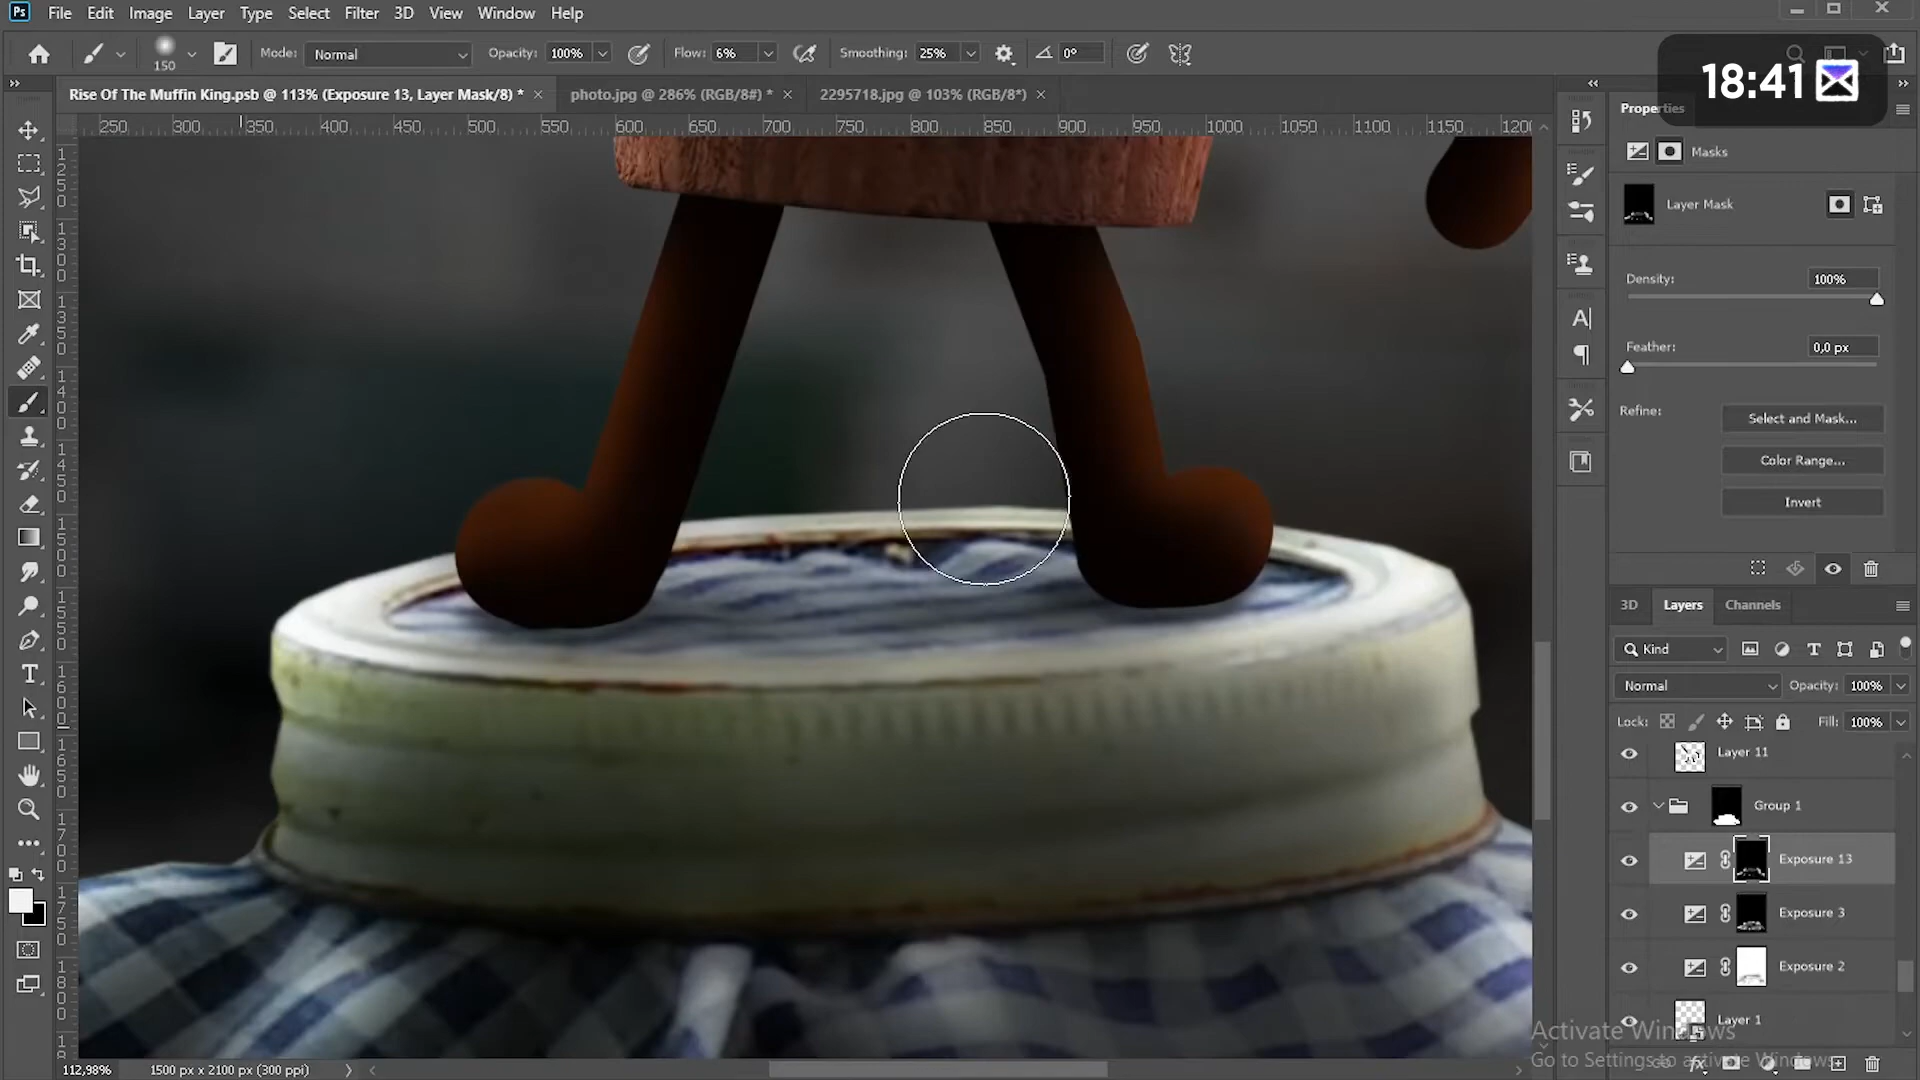 Ps File Edit Image Layer Type Select Filter 3D View Window Help
150 Mode: Normal Opacity: 100% Flow: 6% Smoothing: 25% 0°
18:41
Rise Of The Muffin King.psb @ 113% (Exposure 13, Layer Mask/8) * photo.jpg @ 286% (RGB/8#) * 2295718.jpg @ 103% (RGB/8*)
250 300 350 400 450 500 550 600 650 700 750 800 850 900 950 1000 1050 1100 1150 1200
Properties
Masks
Layer Mask
Density: 100%
Feather: 0,0 px
Refine: Select and Mask...
Color Range...
Invert
3D Layers Channels
Kind
Normal Opacity: 100%
Lock: Fill: 100%
Layer 11
Group 1
Exposure 13
Exposure 3
Exposure 2
Layer 1
Activate Windows
Go to Settings to activate Windows.
112,98% 1500 px x 2100 px (300 ppi)